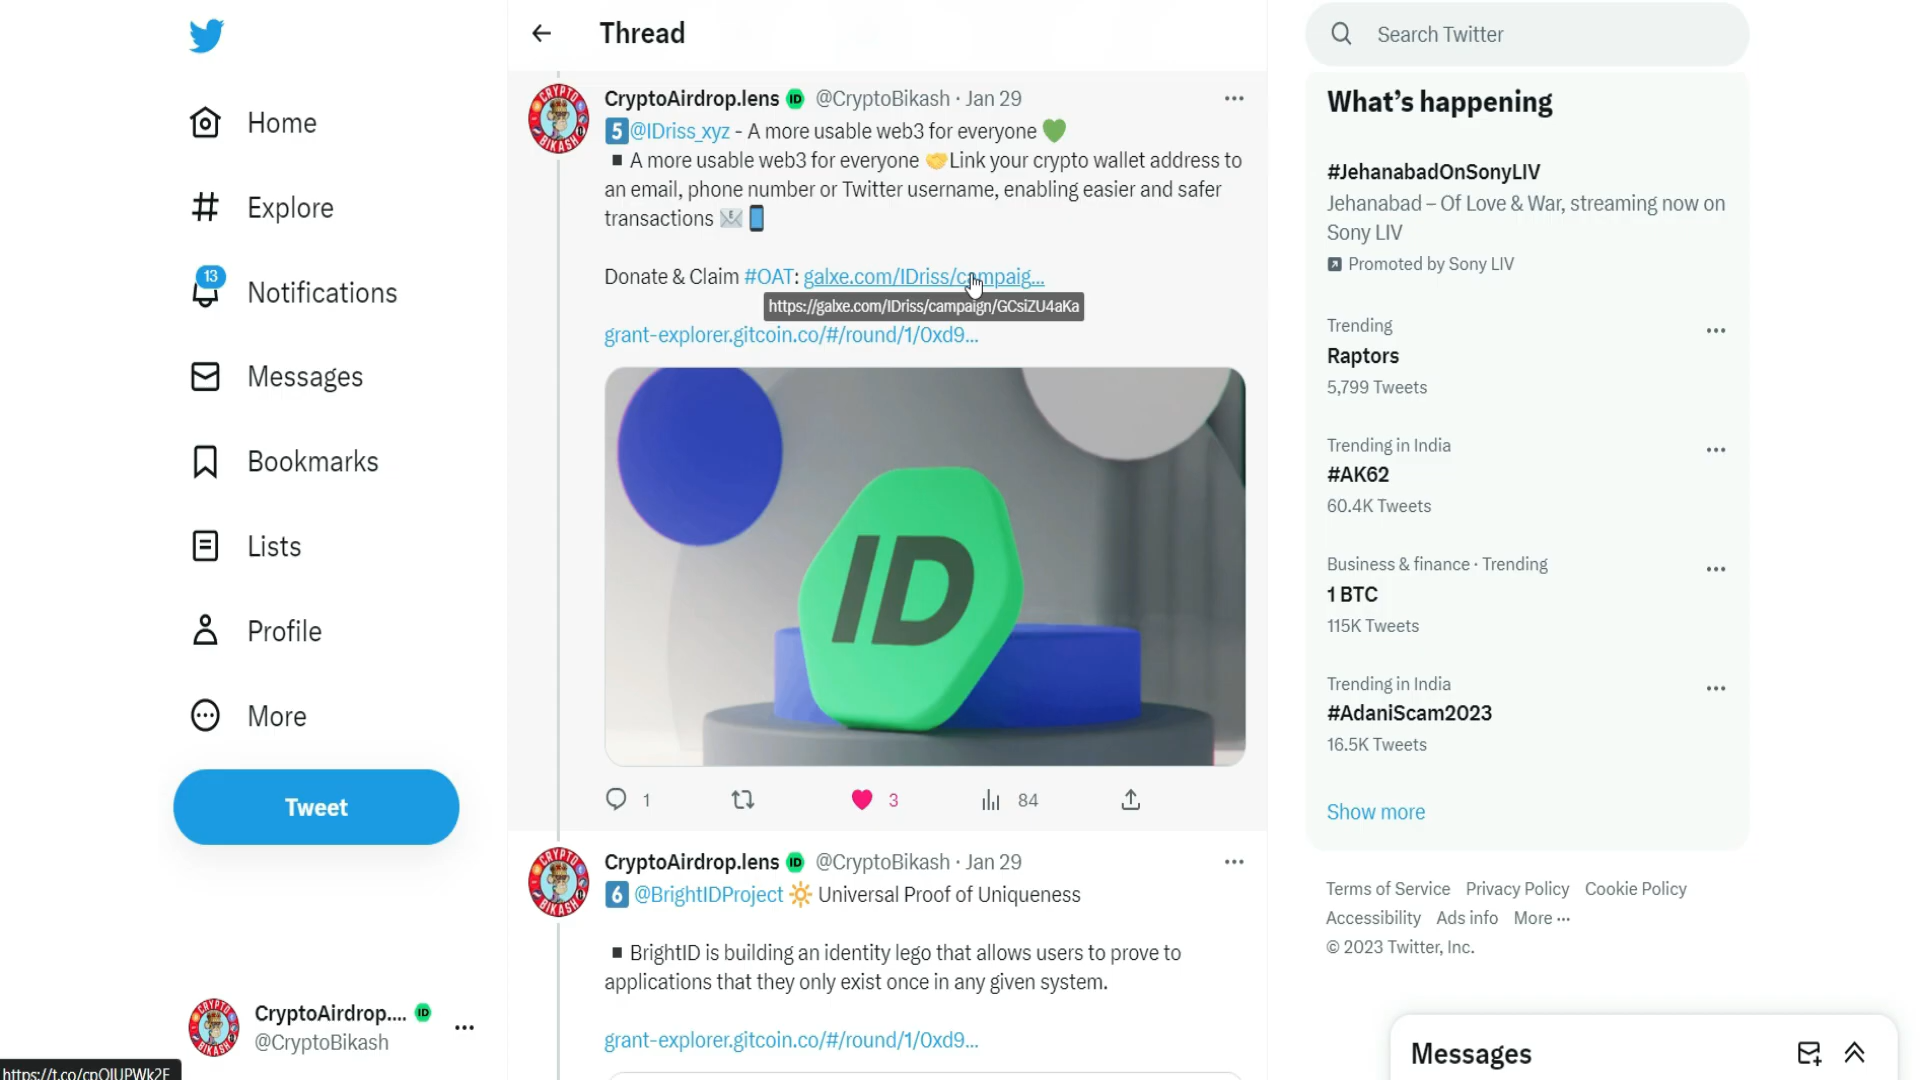 Thread
Search Twitter
Home
Explore
13
Notifications
Messages
Bookmarks
Lists
Profile
More
Tweet
CryptoAirdrop.... ID
@CryptoBikash
CRYPTO
BIKASH
CryptoAirdrop.lens ID @CryptoBikash · Jan 29
5️⃣@IDriss_xyz - A more usable web3 for everyone 💚
◾ A more usable web3 for everyone 🤝Link your crypto wallet address to
an email, phone number or Twitter username, enabling easier and safer
transactions 📧📱
Donate & Claim #OAT: galxe.com/IDriss/campaig...
https://galxe.com/IDriss/campaign/GCsiZU4aKa
grant-explorer.gitcoin.co/#/round/1/0xd9...
ID
1
3
84
CRYPTO
BIKASH
CryptoAirdrop.lens ID @CryptoBikash · Jan 29
6️⃣ @BrightIDProject 🔆 Universal Proof of Uniqueness
◾ BrightID is building an identity lego that allows users to prove to
applications that they only exist once in any given system.
grant-explorer.gitcoin.co/#/round/1/0xd9...
What's happening
#JehanabadOnSonyLIV
Jehanabad – Of Love & War, streaming now on
Sony LIV
Promoted by Sony LIV
Trending
Raptors
5,799 Tweets
Trending in India
#AK62
60.4K Tweets
Business & finance · Trending
1 BTC
115K Tweets
Trending in India
#AdaniScam2023
16.5K Tweets
Show more
Terms of Service Privacy Policy Cookie Policy
Accessibility Ads info More ···
© 2023 Twitter, Inc.
Messages